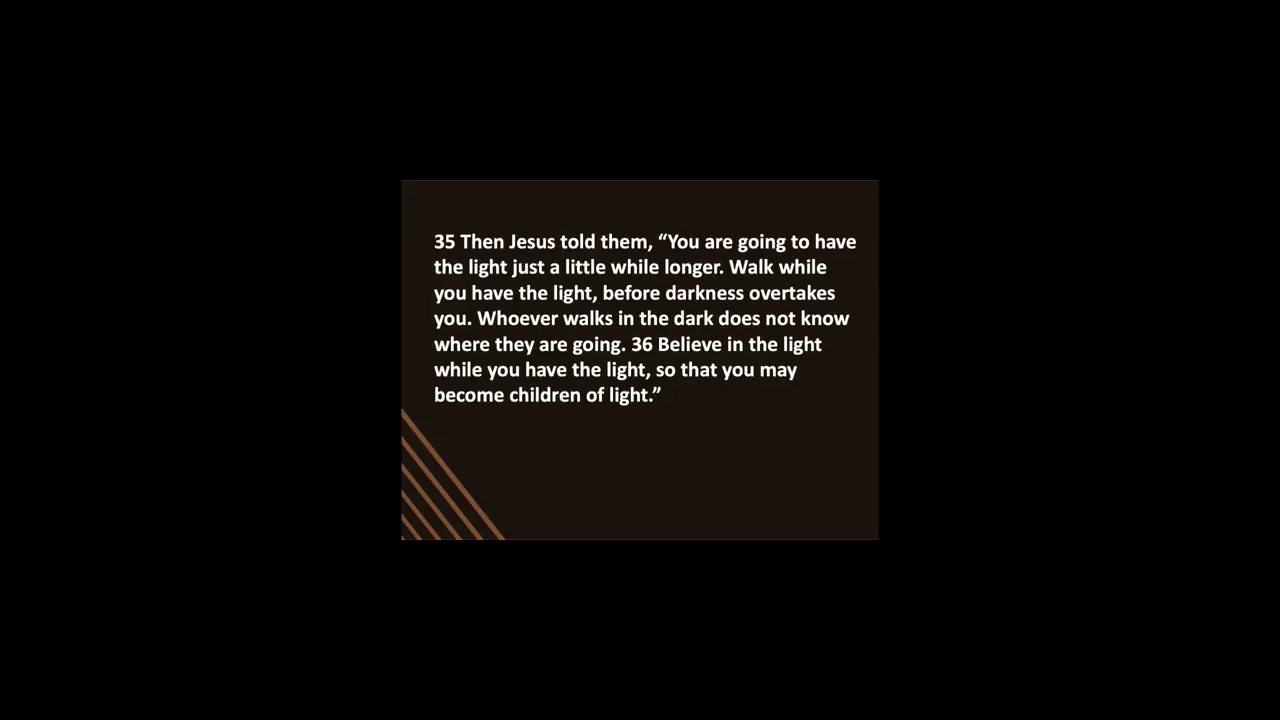 35 Then Jesus told them, “You are going to have
the light just a little while longer. Walk while
you have the light, before darkness overtakes
you. Whoever walks in the dark does not know
where they are going. 36 Believe in the light
while you have the light, so that you may
become children of light.”